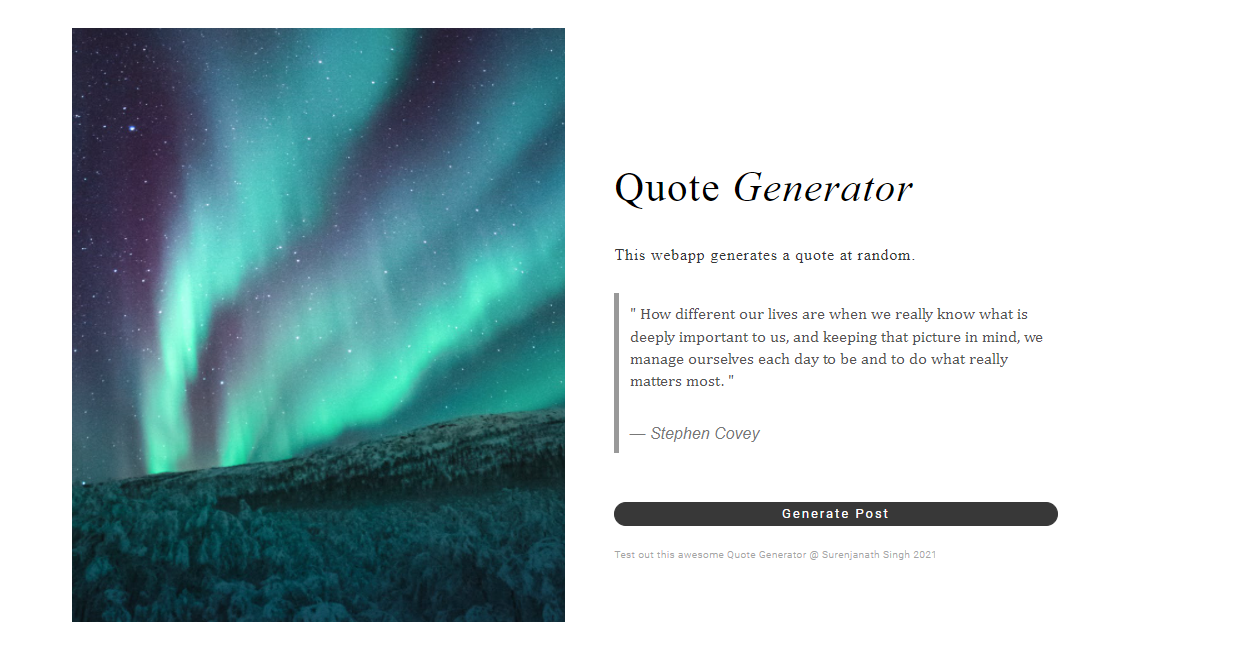 Quote Generator
This webapp generates a quote at random.
" How different our lives are when we really know what is
deeply important to us, and keeping that picture in mind, we
manage ourselves each day to be and to do what really
matters most. "
— Stephen Covey
Generate Post
Test out this awesome Quote Generator @ Surenjanath Singh 2021